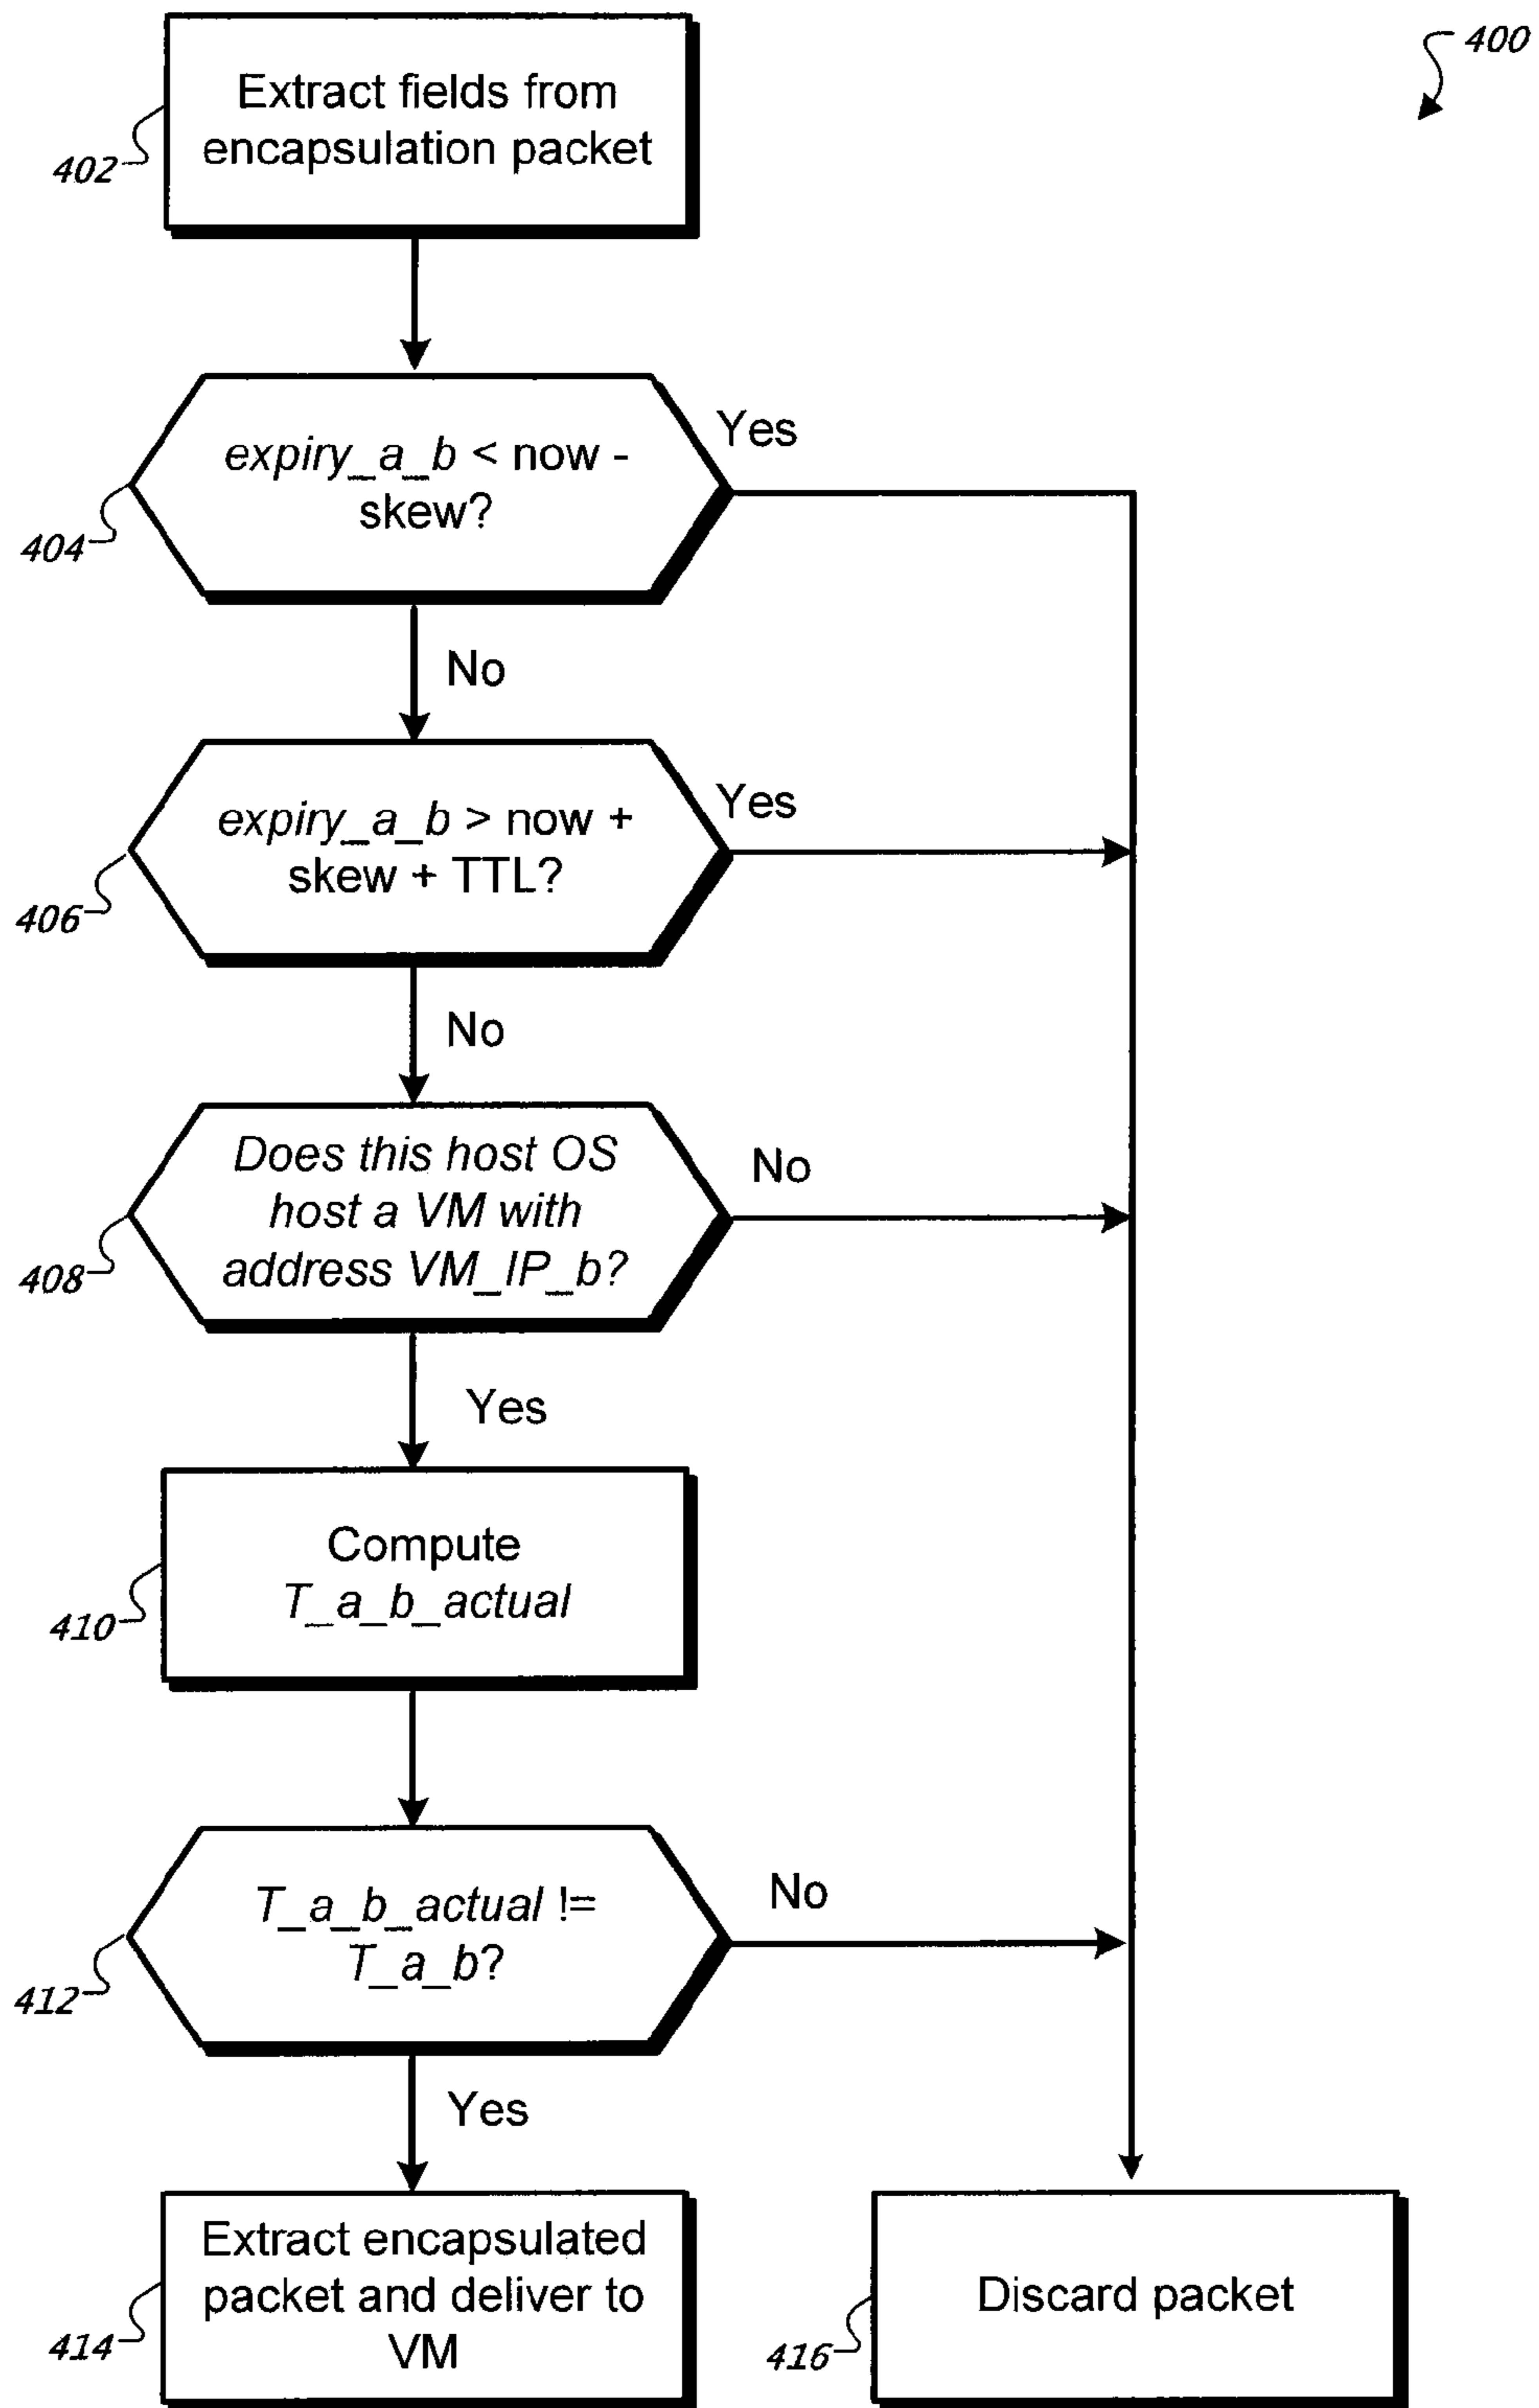 400
Extract fields from
encapsulation packet
402
expiry_a_b < now -
skew?
Yes
404
No
expiry_a_b > now +
skew + TTL?
Yes
406
No
Does this host OS
host a VM with
address VM_IP_b?
No
408
Yes
Compute
T_a_b_actual
410
T_a_b_actual !=
T_a_b?
No
412
Yes
Extract encapsulated
packet and deliver to
VM
414
Discard packet
416